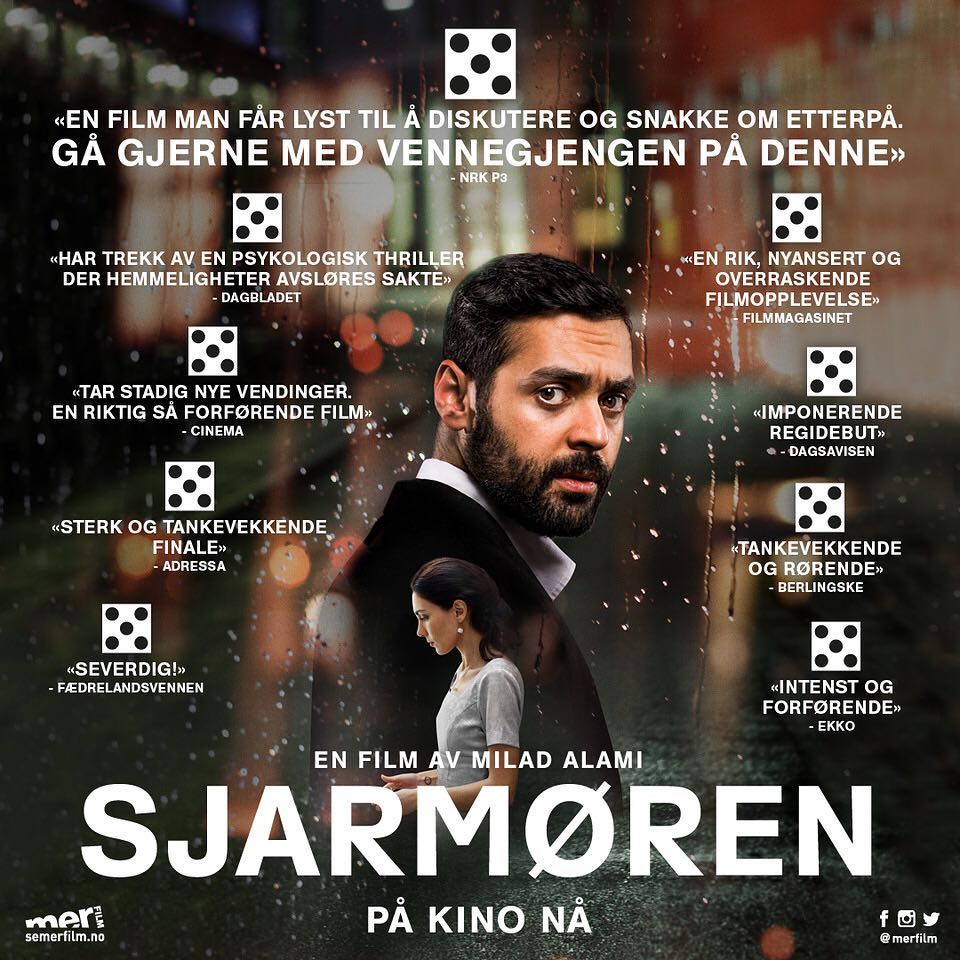 «EN FILM MAN FÅR LYST TIL Å DISKUTERE OG SNAKKE OM ETTERPÅ.
GÅ GJERNE MED VENNEGJENGEN PÅ DENNE»
- NRK P3
«HAR TREKK AV EN PSYKOLOGISK THRILLER
DER HEMMELIGHETER AVSLØRES SAKTE»
- DAGBLADET
«EN RIK, NYANSERT OG
OVERRASKENDE
FILMOPPLEVELSE»
- FILMMAGASINET
«TAR STADIG NYE VENDINGER.
EN RIKTIG SÅ FORFØRENDE FILM»
- CINEMA
«IMPONERENDE
REGIDEBUT»
- DAGSAVISEN
«STERK OG TANKEVEKKENDE
FINALE»
- ADRESSA
«TANKEVEKKENDE
OG RØRENDE»
- BERLINGSKE
«SEVERDIG!»
- FÆDRELANDSVENNEN
«INTENST OG
FORFØRENDE»
- EKKO
EN FILM AV MILAD ALAMI
SJARMØREN
PÅ KINO NÅ
mer FILM
semerfilm.no
@merfilm